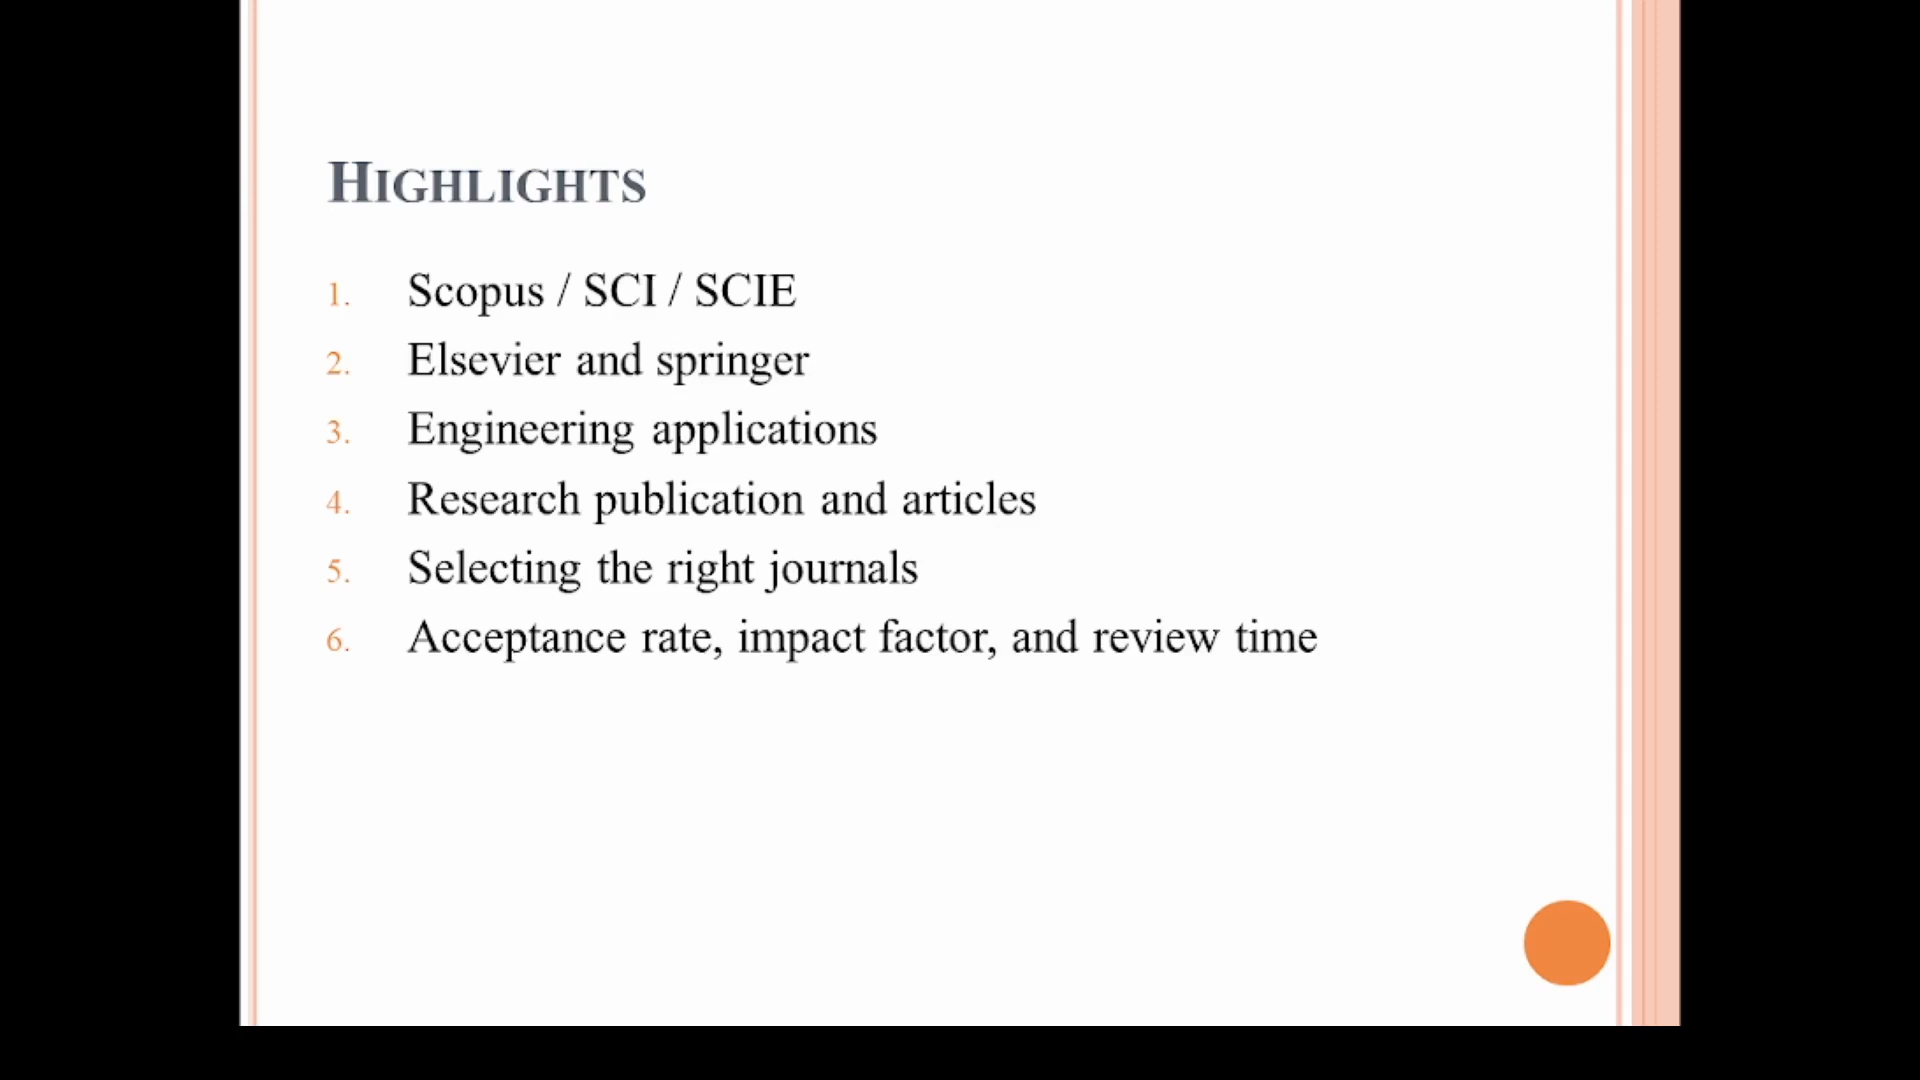 HIGHLIGHTS
1. Scopus / SCI / SCIE
2. Elsevier and springer
3. Engineering applications
4. Research publication and articles
5. Selecting the right journals
6. Acceptance rate, impact factor, and review time